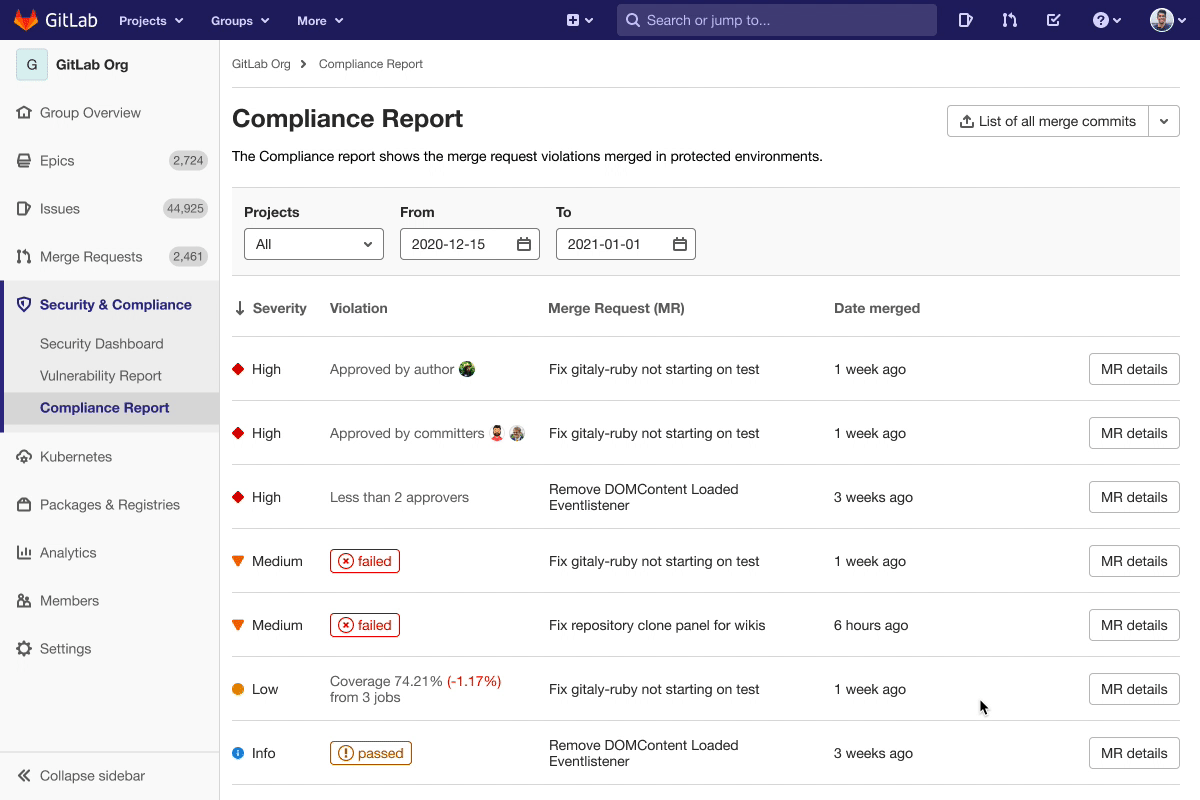 GitLab Projects Groups More Search or jump to...
G GitLab Org
Group Overview
Epics 2,724
Issues 44,925
Merge Requests 2,461
Security & Compliance
Security Dashboard
Vulnerability Report
Compliance Report
Kubernetes
Packages & Registries
Analytics
Members
Settings
Collapse sidebar
GitLab Org Compliance Report
Compliance Report
List of all merge commits
The Compliance report shows the merge request violations merged in protected environments.
Projects From To
All 2020-12-15 2021-01-01
Severity Violation Merge Request (MR) Date merged
High Approved by author Fix gitaly-ruby not starting on test 1 week ago MR details
High Approved by committers Fix gitaly-ruby not starting on test 1 week ago MR details
High Less than 2 approvers Remove DOMContent Loaded
Eventlistener 3 weeks ago MR details
Medium failed Fix gitaly-ruby not starting on test 1 week ago MR details
Medium failed Fix repository clone panel for wikis 6 hours ago MR details
Low Coverage 74.21% (-1.17%)
from 3 jobs Fix gitaly-ruby not starting on test 1 week ago MR details
Info passed Remove DOMContent Loaded
Eventlistener 3 weeks ago MR details